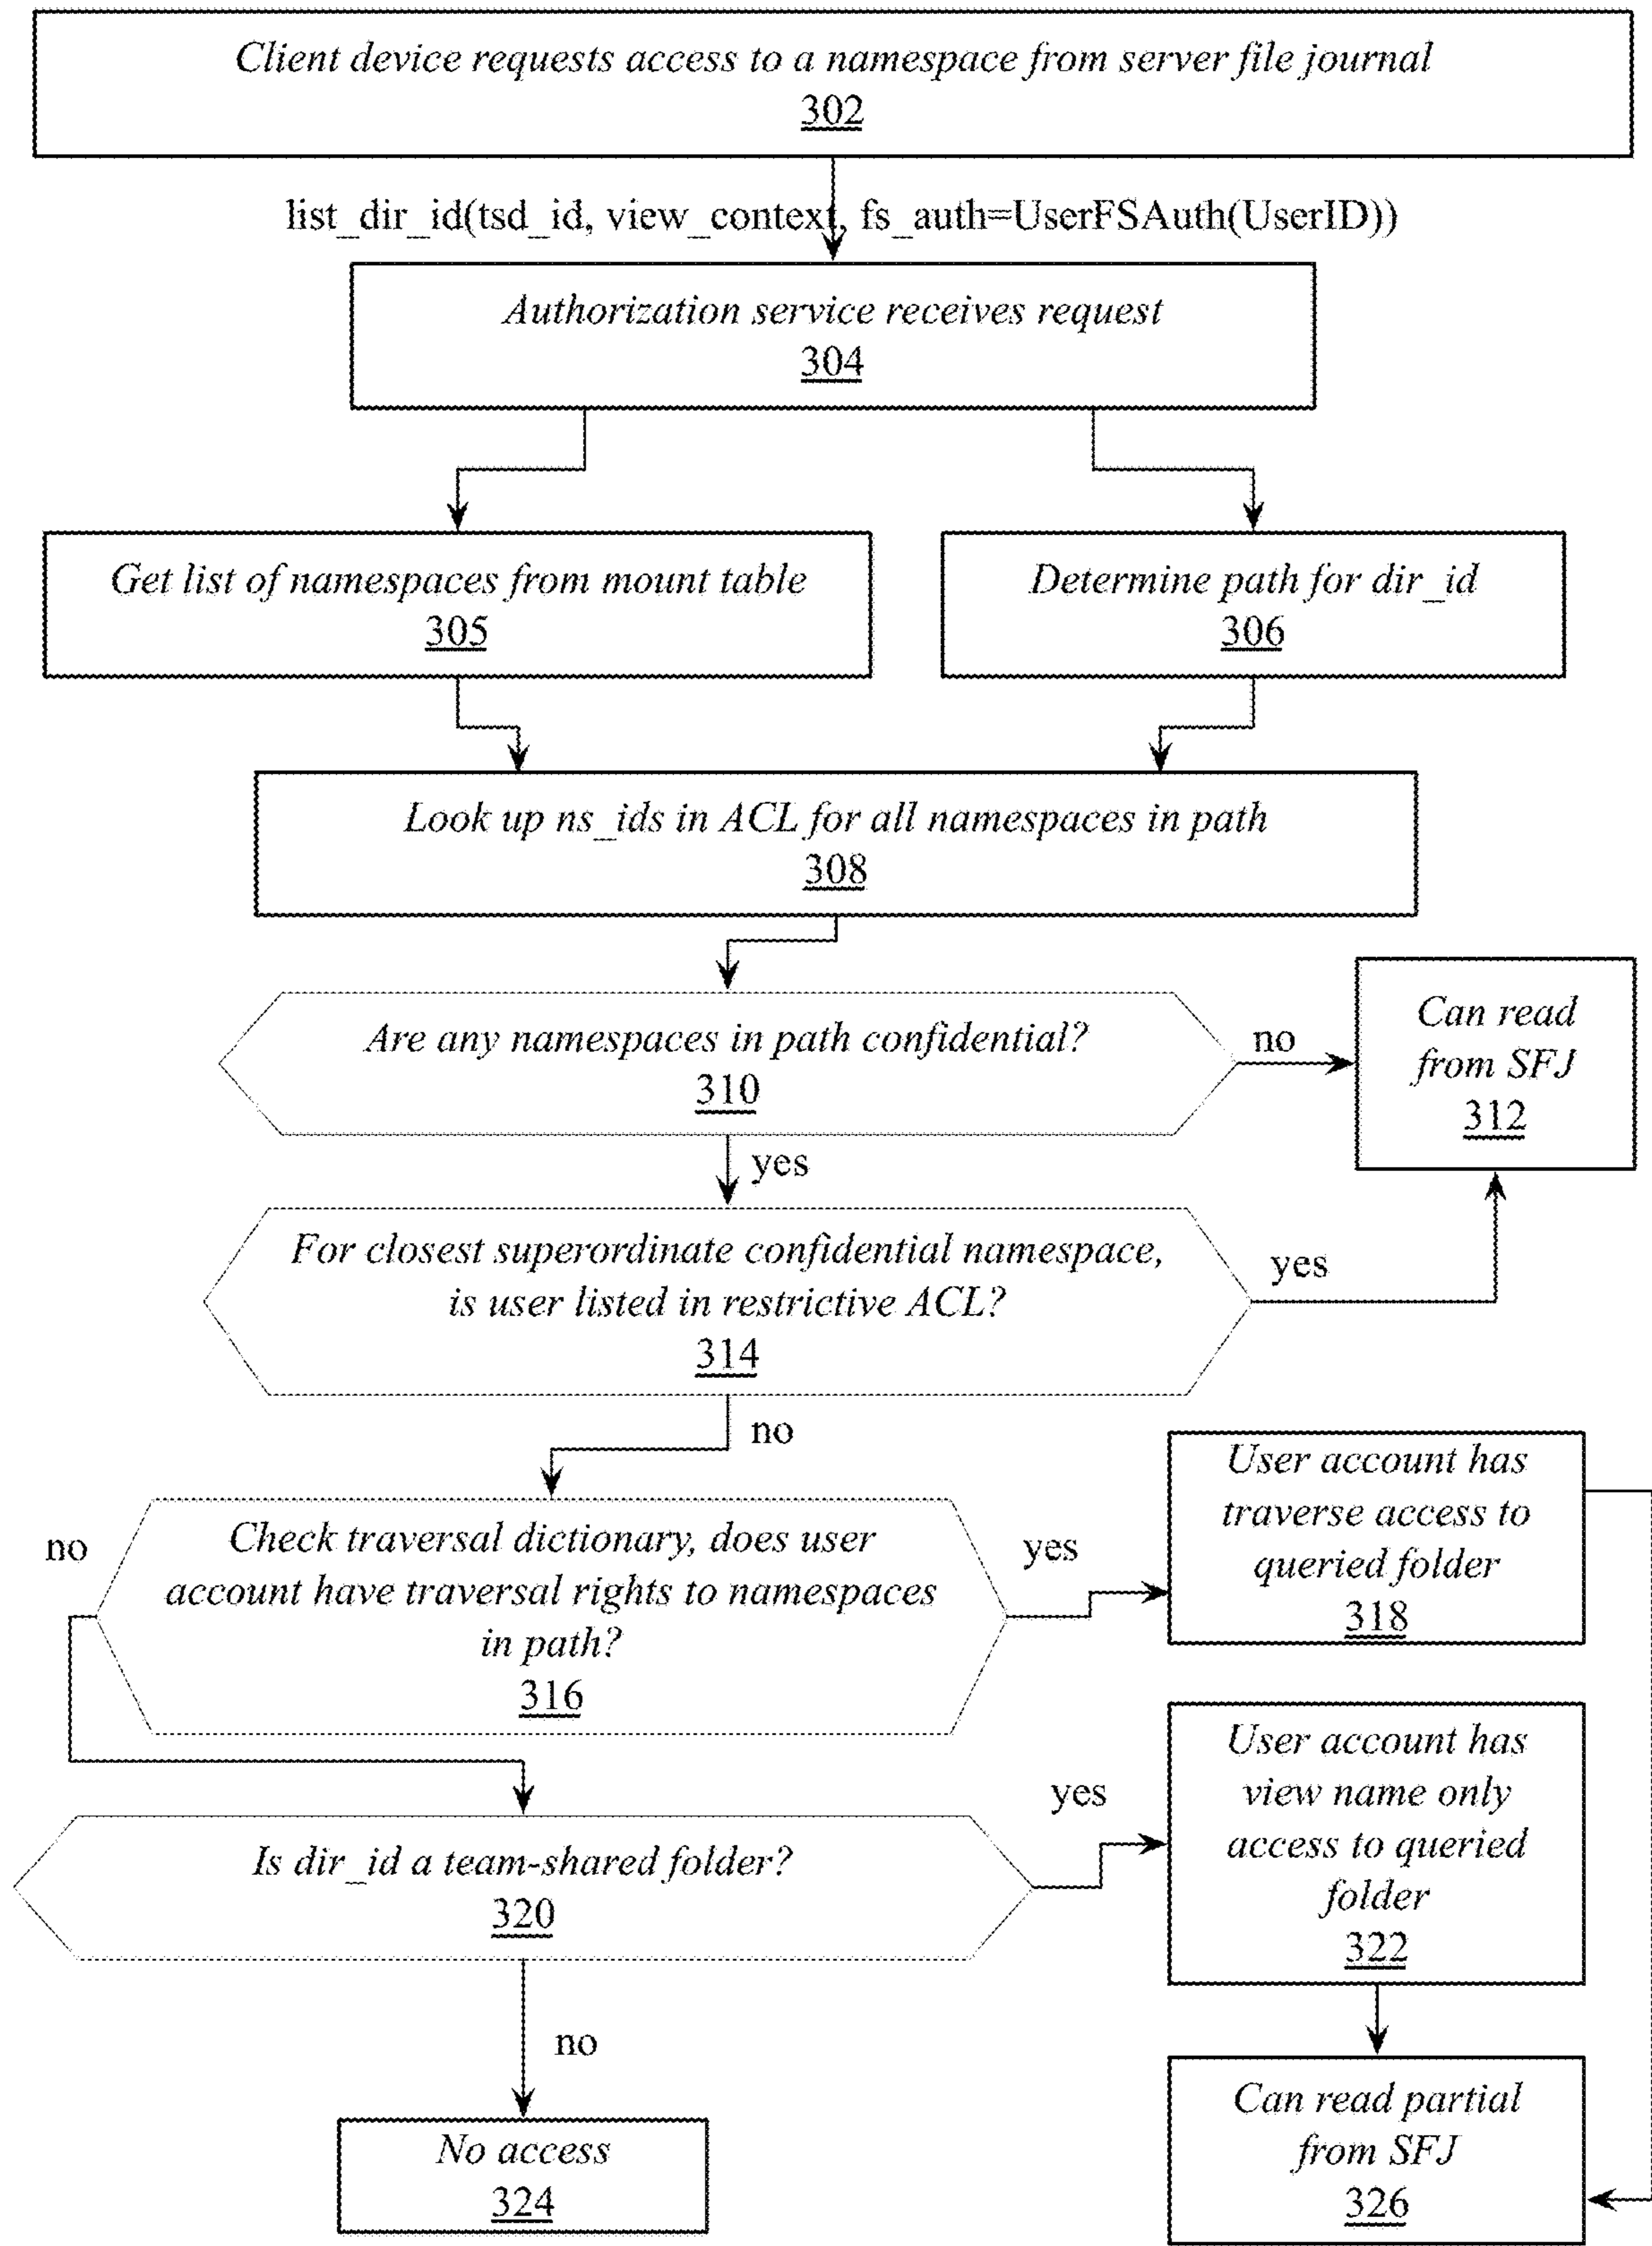 Client device requests access to a namespace from server file journal
302
list_dir_id(tsd_id, view_context, fs_auth=UserFSAuth(UserID))
Authorization service receives request
304
Get list of namespaces from mount table
305
Determine path for dir_id
306
Look up ns_ids in ACL for all namespaces in path
308
Are any namespaces in path confidential?
310
no
Can read
from SFJ
312
yes
For closest superordinate confidential namespace,
is user listed in restrictive ACL?
314
yes
no
Check traversal dictionary, does user
account have traversal rights to namespaces
in path?
316
no
yes
User account has
traverse access to
queried folder
318
Is dir_id a team-shared folder?
320
yes
User account has
view name only
access to queried
folder
322
no
No access
324
Can read partial
from SFJ
326